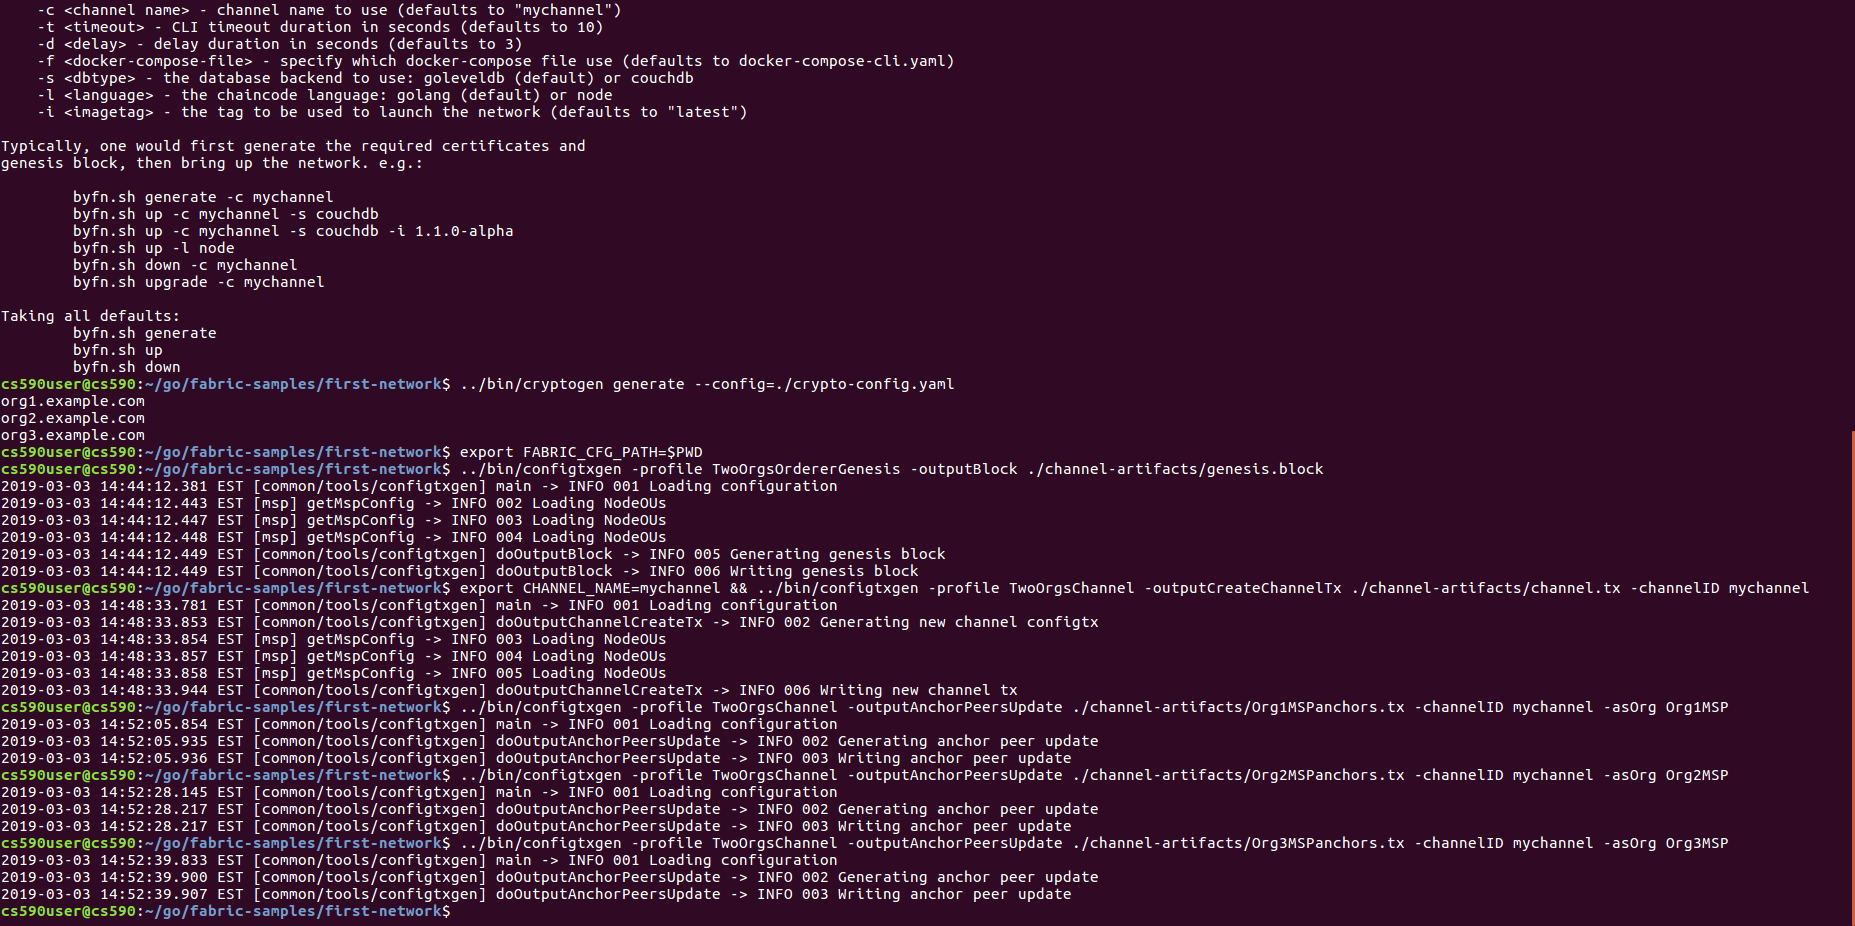 -c <channel name> - channel name to use (defaults to "mychannel")
    -t <timeout> - CLI timeout duration in seconds (defaults to 10)
    -d <delay> - delay duration in seconds (defaults to 3)
    -f <docker-compose-file> - specify which docker-compose file use (defaults to docker-compose-cli.yaml)
    -s <dbtype> - the database backend to use: goleveldb (default) or couchdb
    -l <language> - the chaincode language: golang (default) or node
    -i <imagetag> - the tag to be used to launch the network (defaults to "latest")

Typically, one would first generate the required certificates and
genesis block, then bring up the network. e.g.:

        byfn.sh generate -c mychannel
        byfn.sh up -c mychannel -s couchdb
        byfn.sh up -c mychannel -s couchdb -i 1.1.0-alpha
        byfn.sh up -l node
        byfn.sh down -c mychannel
        byfn.sh upgrade -c mychannel

Taking all defaults:
        byfn.sh generate
        byfn.sh up
        byfn.sh down
cs590user@cs590:~/go/fabric-samples/first-network$ ../bin/cryptogen generate --config=./crypto-config.yaml
org1.example.com
org2.example.com
org3.example.com
cs590user@cs590:~/go/fabric-samples/first-network$ export FABRIC_CFG_PATH=$PWD
cs590user@cs590:~/go/fabric-samples/first-network$ ../bin/configtxgen -profile TwoOrgsOrdererGenesis -outputBlock ./channel-artifacts/genesis.block
2019-03-03 14:44:12.381 EST [common/tools/configtxgen] main -> INFO 001 Loading configuration
2019-03-03 14:44:12.443 EST [msp] getMspConfig -> INFO 002 Loading NodeOUs
2019-03-03 14:44:12.447 EST [msp] getMspConfig -> INFO 003 Loading NodeOUs
2019-03-03 14:44:12.448 EST [msp] getMspConfig -> INFO 004 Loading NodeOUs
2019-03-03 14:44:12.449 EST [common/tools/configtxgen] doOutputBlock -> INFO 005 Generating genesis block
2019-03-03 14:44:12.449 EST [common/tools/configtxgen] doOutputBlock -> INFO 006 Writing genesis block
cs590user@cs590:~/go/fabric-samples/first-network$ export CHANNEL_NAME=mychannel && ../bin/configtxgen -profile TwoOrgsChannel -outputCreateChannelTx ./channel-artifacts/channel.tx -channelID mychannel
2019-03-03 14:48:33.781 EST [common/tools/configtxgen] main -> INFO 001 Loading configuration
2019-03-03 14:48:33.853 EST [common/tools/configtxgen] doOutputChannelCreateTx -> INFO 002 Generating new channel configtx
2019-03-03 14:48:33.854 EST [msp] getMspConfig -> INFO 003 Loading NodeOUs
2019-03-03 14:48:33.857 EST [msp] getMspConfig -> INFO 004 Loading NodeOUs
2019-03-03 14:48:33.858 EST [msp] getMspConfig -> INFO 005 Loading NodeOUs
2019-03-03 14:48:33.944 EST [common/tools/configtxgen] doOutputChannelCreateTx -> INFO 006 Writing new channel tx
cs590user@cs590:~/go/fabric-samples/first-network$ ../bin/configtxgen -profile TwoOrgsChannel -outputAnchorPeersUpdate ./channel-artifacts/Org1MSPanchors.tx -channelID mychannel -asOrg Org1MSP
2019-03-03 14:52:05.854 EST [common/tools/configtxgen] main -> INFO 001 Loading configuration
2019-03-03 14:52:05.935 EST [common/tools/configtxgen] doOutputAnchorPeersUpdate -> INFO 002 Generating anchor peer update
2019-03-03 14:52:05.936 EST [common/tools/configtxgen] doOutputAnchorPeersUpdate -> INFO 003 Writing anchor peer update
cs590user@cs590:~/go/fabric-samples/first-network$ ../bin/configtxgen -profile TwoOrgsChannel -outputAnchorPeersUpdate ./channel-artifacts/Org2MSPanchors.tx -channelID mychannel -asOrg Org2MSP
2019-03-03 14:52:28.145 EST [common/tools/configtxgen] main -> INFO 001 Loading configuration
2019-03-03 14:52:28.217 EST [common/tools/configtxgen] doOutputAnchorPeersUpdate -> INFO 002 Generating anchor peer update
2019-03-03 14:52:28.217 EST [common/tools/configtxgen] doOutputAnchorPeersUpdate -> INFO 003 Writing anchor peer update
cs590user@cs590:~/go/fabric-samples/first-network$ ../bin/configtxgen -profile TwoOrgsChannel -outputAnchorPeersUpdate ./channel-artifacts/Org3MSPanchors.tx -channelID mychannel -asOrg Org3MSP
2019-03-03 14:52:39.833 EST [common/tools/configtxgen] main -> INFO 001 Loading configuration
2019-03-03 14:52:39.900 EST [common/tools/configtxgen] doOutputAnchorPeersUpdate -> INFO 002 Generating anchor peer update
2019-03-03 14:52:39.907 EST [common/tools/configtxgen] doOutputAnchorPeersUpdate -> INFO 003 Writing anchor peer update
cs590user@cs590:~/go/fabric-samples/first-network$